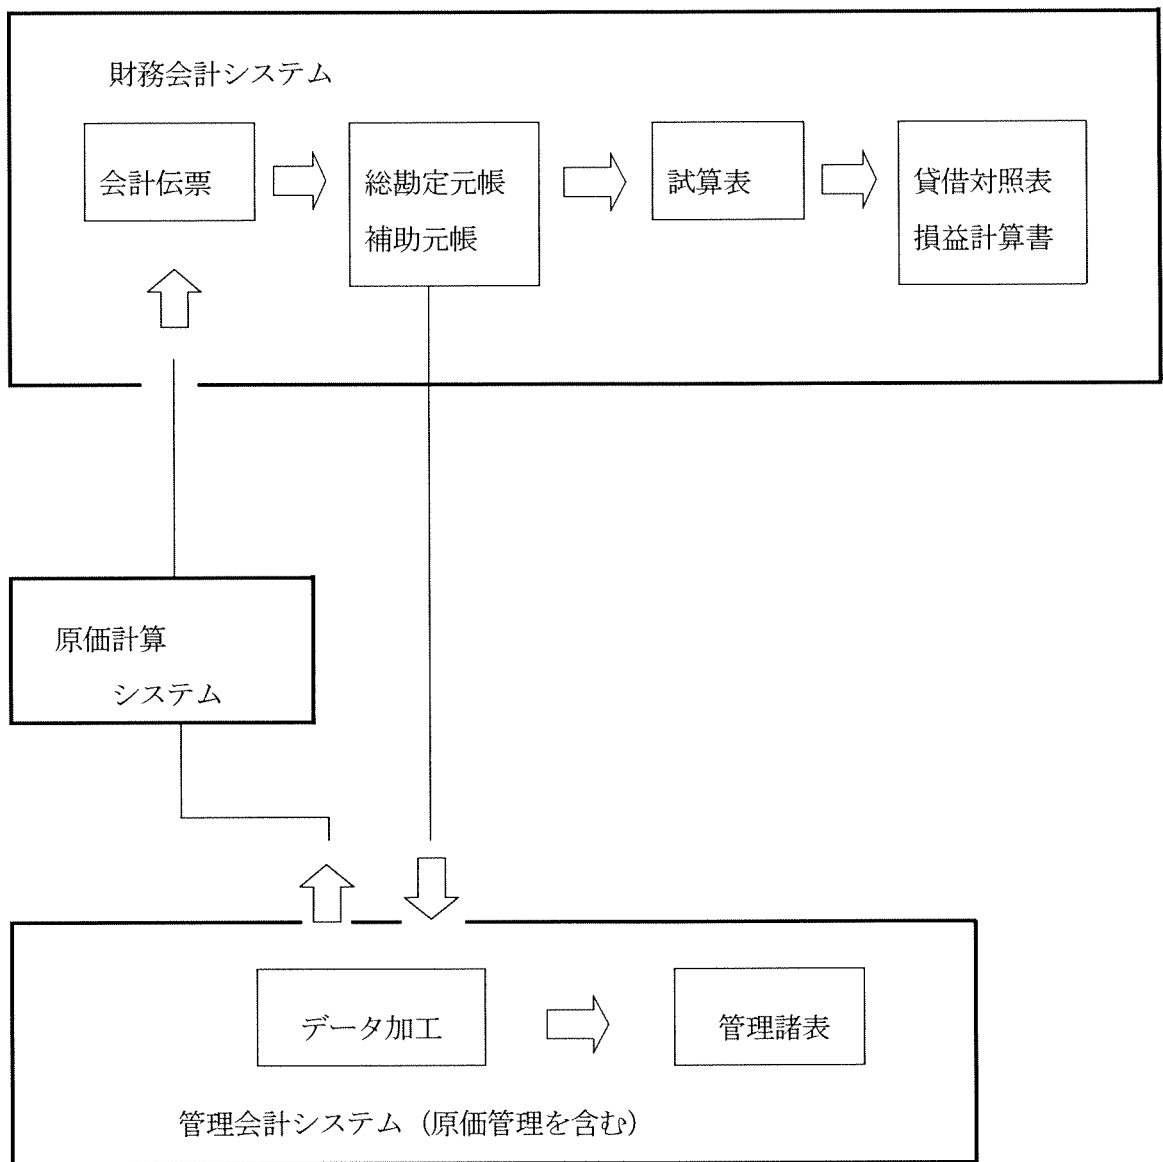 財務会計システム
会計伝票
総勘定元帳
補助元帳
試算表
貸借対照表
損益計算書
原価計算
システム
データ加工
管理諸表
管理会計システム（原価管理を含む）